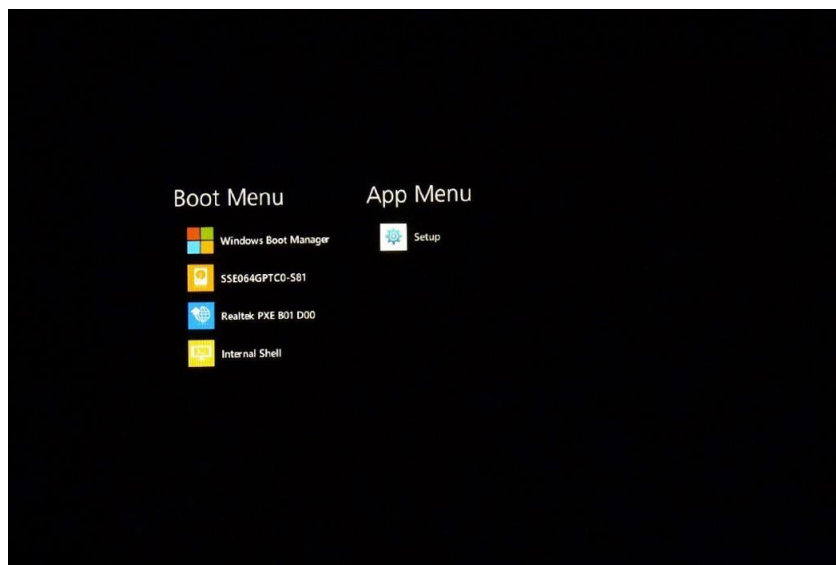 Boot Menu
Windows Boot Manager
SSE064GPTC0-S81
Realtek PXE B01 D00
Internal Shell
App Menu
Setup